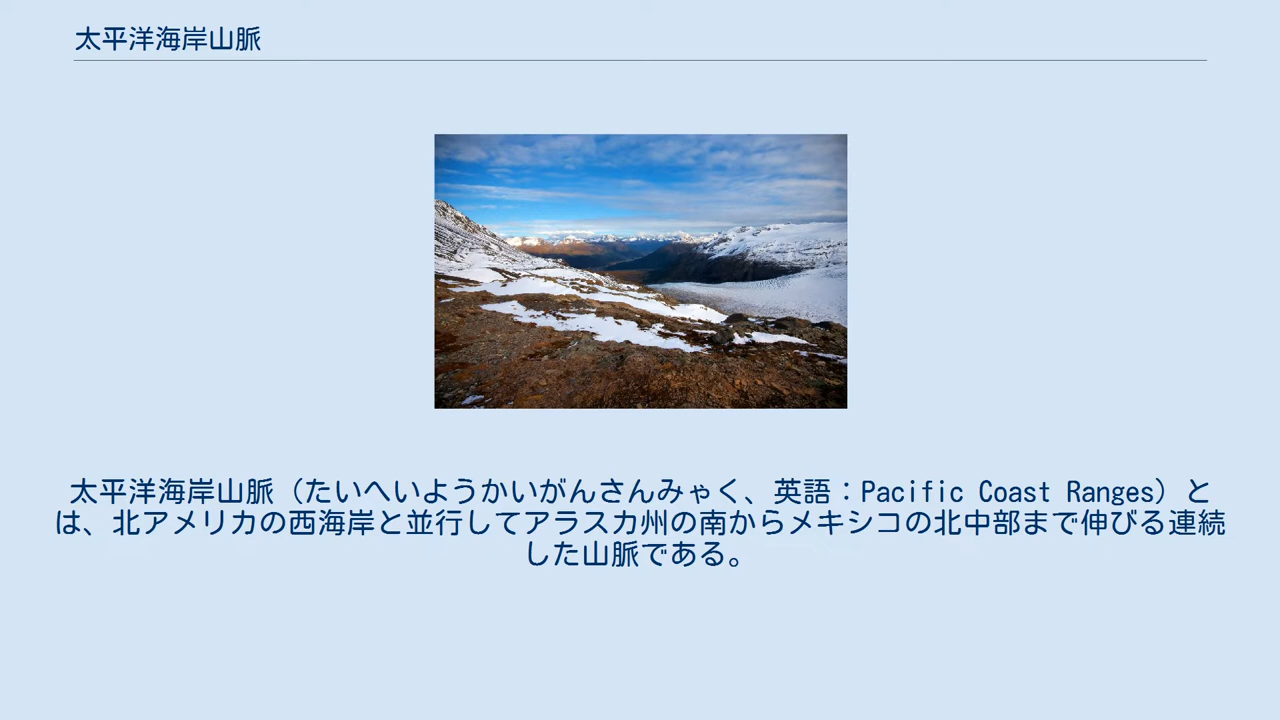 太平洋海岸山脈
太平洋海岸山脈（たいへいようかいがんさんみゃく、英語：Pacific Coast Ranges）と
は、北アメリカの西海岸と並行してアラスカ州の南からメキシコの北中部まで伸びる連続
した山脈である。